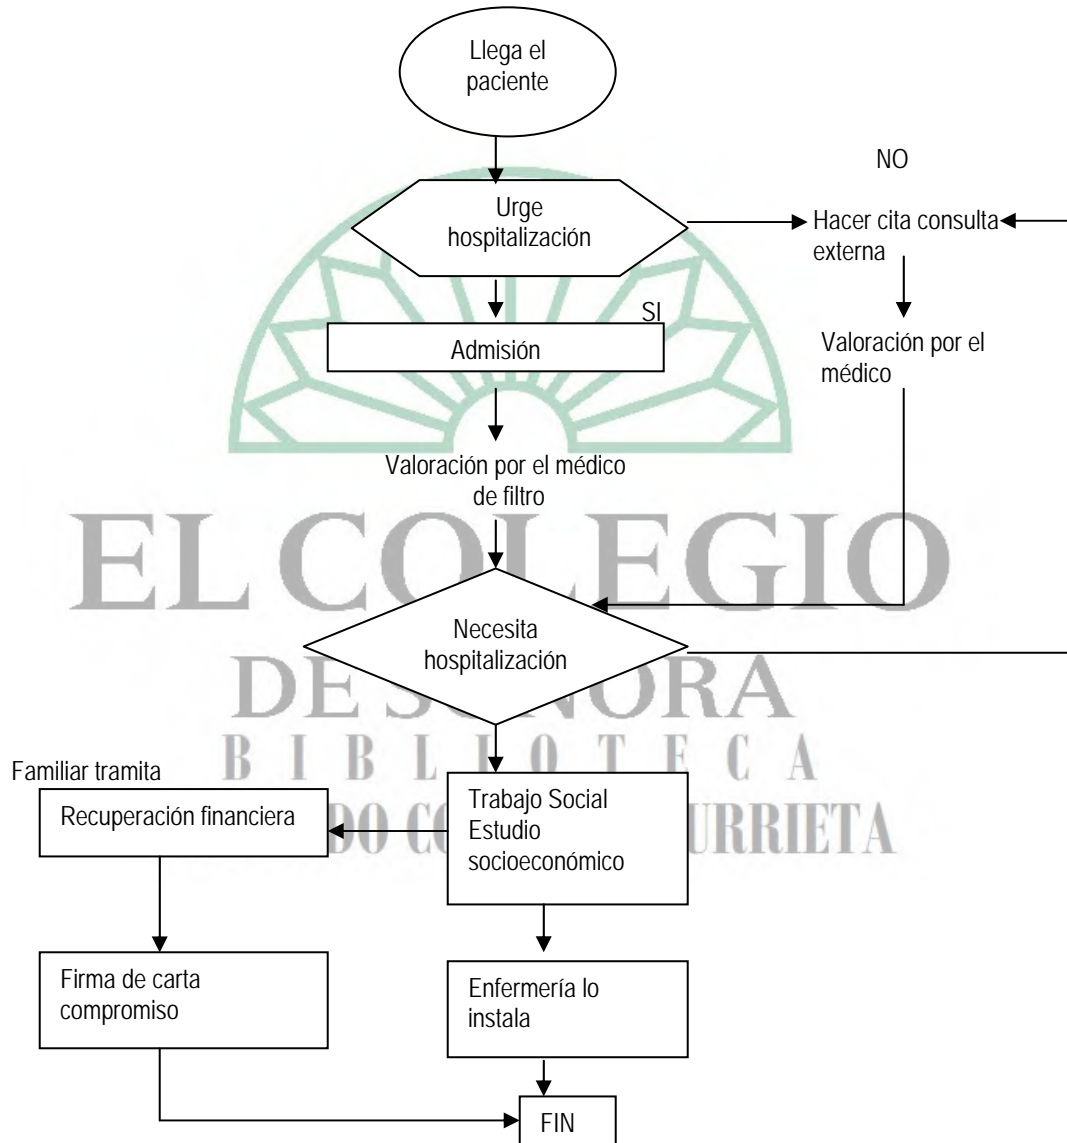 Llega el
paciente
NO
Urge
hospitalización
Hacer cita consulta
externa
SI
Admisión
Valoración por el
médico
Valoración por el médico
de filtro
EL COLEGIO
Necesita
hospitalización
DE SONORA
BIBLIOTECA
Familiar tramita
Recuperación financiera
Trabajo Social
Estudio
socioeconómico
Firma de carta
compromiso
Enfermería lo
instala
FIN